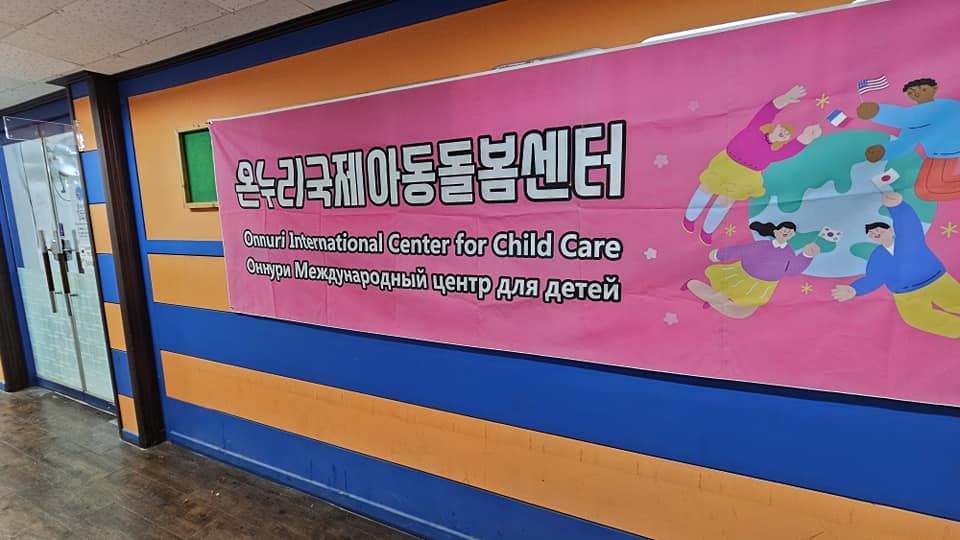 온누리국제아동돌봄센터
Onnuri International Center for Child Care
Оннури Международный центр для детей